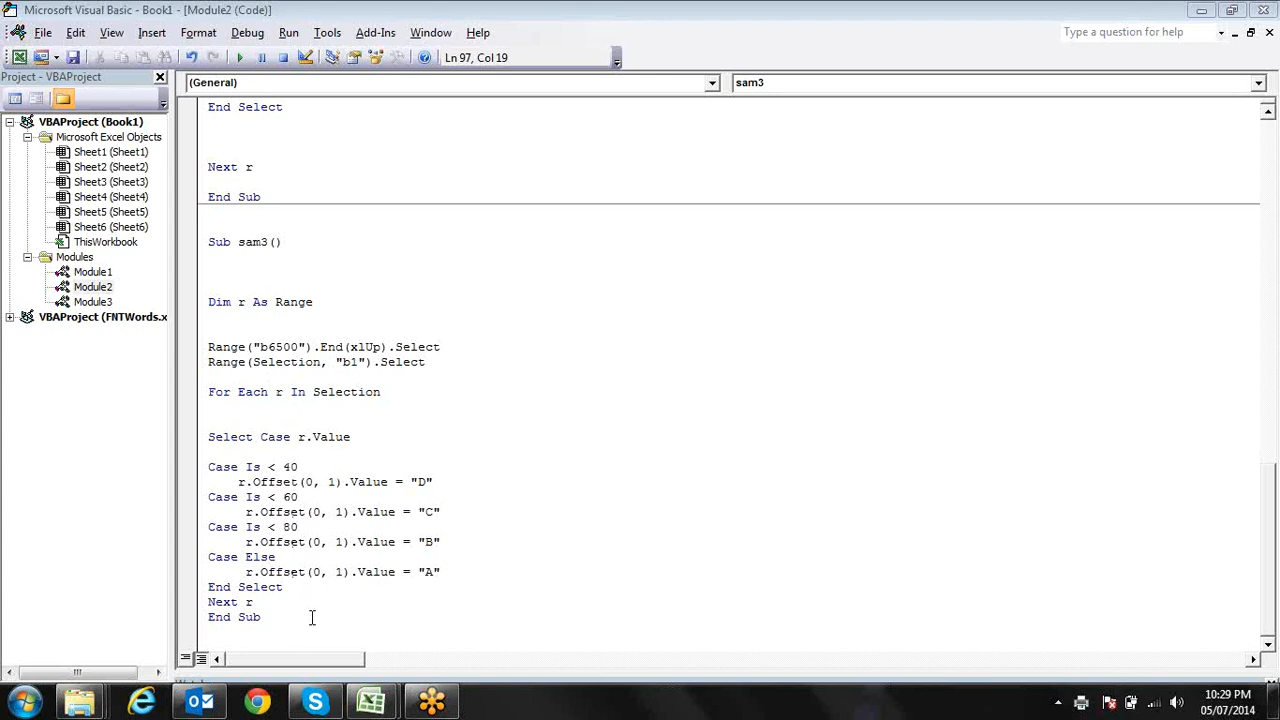 Microsoft Visual Basic - Book1 - [Module2 (Code)]
File Edit View Insert Format Debug Run Tools Add-Ins Window Help
Type a question for help
Ln 97, Col 19
Project - VBAProject
(General)
sam3
VBAProject (Book1)
Microsoft Excel Objects
Sheet1 (Sheet1)
Sheet2 (Sheet2)
Sheet3 (Sheet3)
Sheet4 (Sheet4)
Sheet5 (Sheet5)
Sheet6 (Sheet6)
ThisWorkbook
Modules
Module1
Module2
Module3
VBAProject (FNTWords.x
End Select
Next r
End Sub
Sub sam3()
Dim r As Range
Range("b6500").End(xlUp).Select
Range(Selection, "b1").Select
For Each r In Selection
Select Case r.Value
Case Is < 40
r.Offset(0, 1).Value = "D"
Case Is < 60
r.Offset(0, 1).Value = "C"
Case Is < 80
r.Offset(0, 1).Value = "B"
Case Else
r.Offset(0, 1).Value = "A"
End Select
Next r
End Sub
10:29 PM
05/07/2014